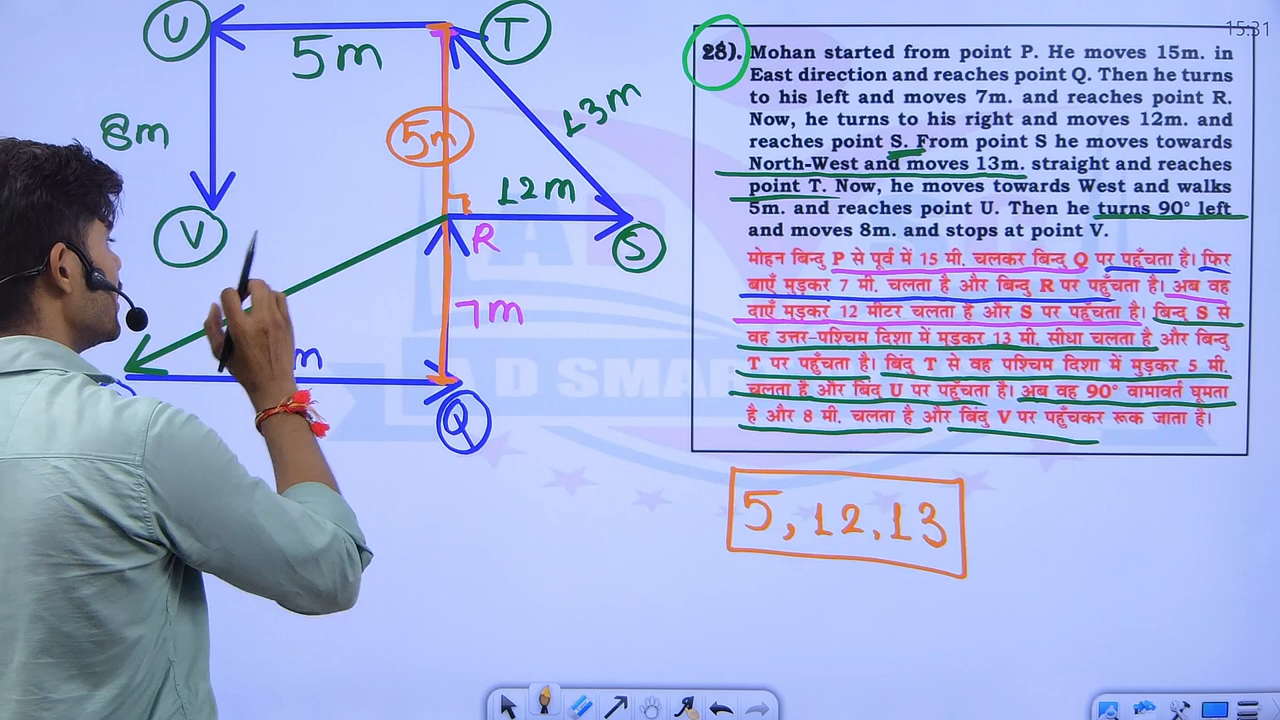 15:31
U
5m
T
8m
5m
13m
12m
V
R
S
7m
m
Q
28). Mohan started from point P. He moves 15m. in
East direction and reaches point Q. Then he turns
to his left and moves 7m. and reaches point R.
Now, he turns to his right and moves 12m. and
reaches point S. From point S he moves towards
North-West and moves 13m. straight and reaches
point T. Now, he moves towards West and walks
5m. and reaches point U. Then he turns 90° left
and moves 8m. and stops at point V.
मोहन बिन्दु P से पूर्व में 15 मी. चलकर बिन्दु Q पर पहुँचता है। फिर
बाएँ मुड़कर 7 मी. चलता है और बिन्दु R पर पहुँचता है। अब वह
दाएँ मुड़कर 12 मीटर चलता है और S पर पहुँचता है। बिन्दु S से
वह उत्तर-पश्चिम दिशा में मुड़कर 13 मी. सीधा चलता है और बिन्दु
T पर पहुँचता है। बिंदु T से वह पश्चिम दिशा में मुड़कर 5 मी.
चलता है और बिंदु U पर पहुँचता है। अब वह 90° वामावर्त घूमता
है और 8 मी. चलता है और बिंदु V पर पहुँचकर रूक जाता है।
5, 12, 13